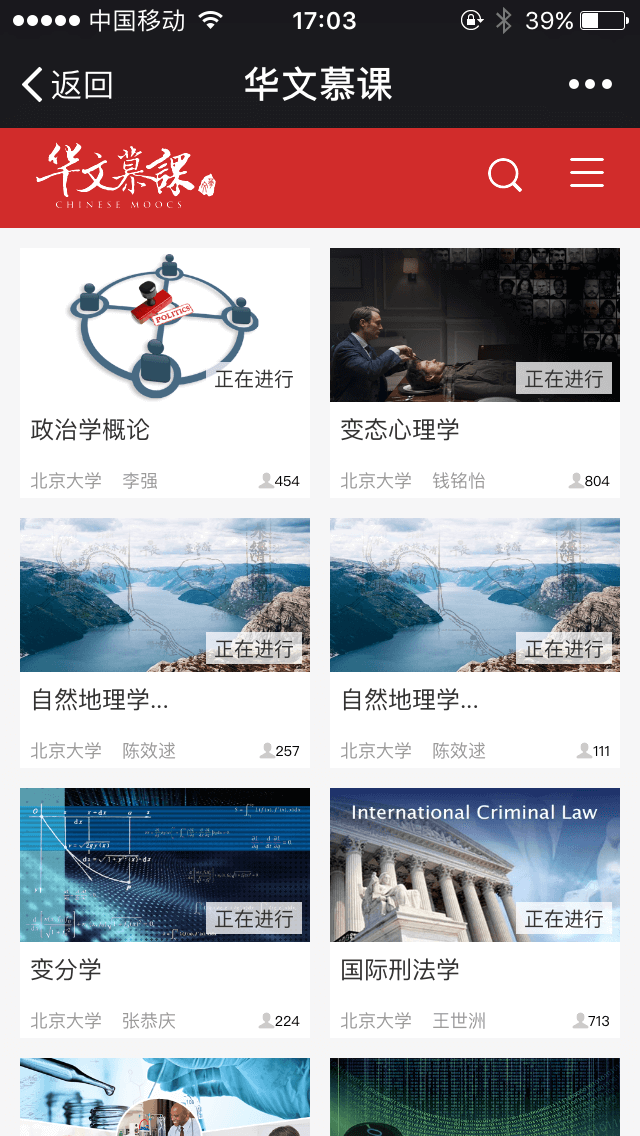 中国移动 17:03 39%
返回 华文慕课
华文慕課
CHINESE MOOCS
POLITICS
正在进行
正在进行
政治学概论
变态心理学
北京大学 李强 454
北京大学 钱铭怡 804
正在进行
正在进行
自然地理学...
自然地理学...
北京大学 陈效逑 257
北京大学 陈效逑 111
International Criminal Law
正在进行
正在进行
变分学
国际刑法学
北京大学 张恭庆 224
北京大学 王世洲 713